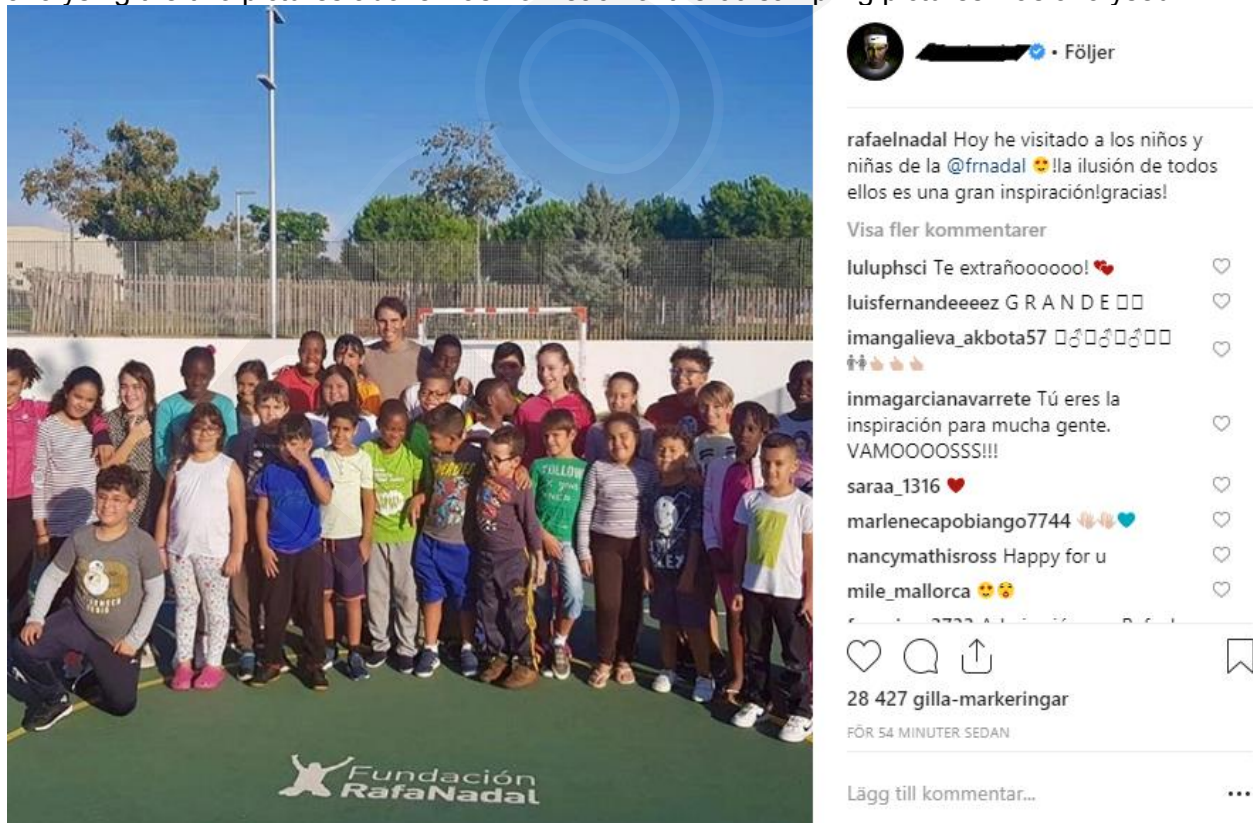 Följer
rafaelnadal Hoy he visitado a los niños y
niñas de la @frnadal 😍!la ilusión de todos
ellos es una gran inspiración!gracias!
Visa fler kommentarer
luluphsci Te extrañoooooo! 💕
luisfernandeeeez G R A N D E
imangalieva_akbota57
inmagarcianavarrete Tú eres la
inspiración para mucha gente.
VAMOOOOSSS!!!
saraa_1316 ❤
marlenecapobiango7744 👏🏻👏🏻💙
nancymathisross Happy for u
mile_mallorca 😍😲
28 427 gilla-markeringar
FÖR 54 MINUTER SEDAN
Lägg till kommentar...
FOLLOW
Fundación
RafaNadal